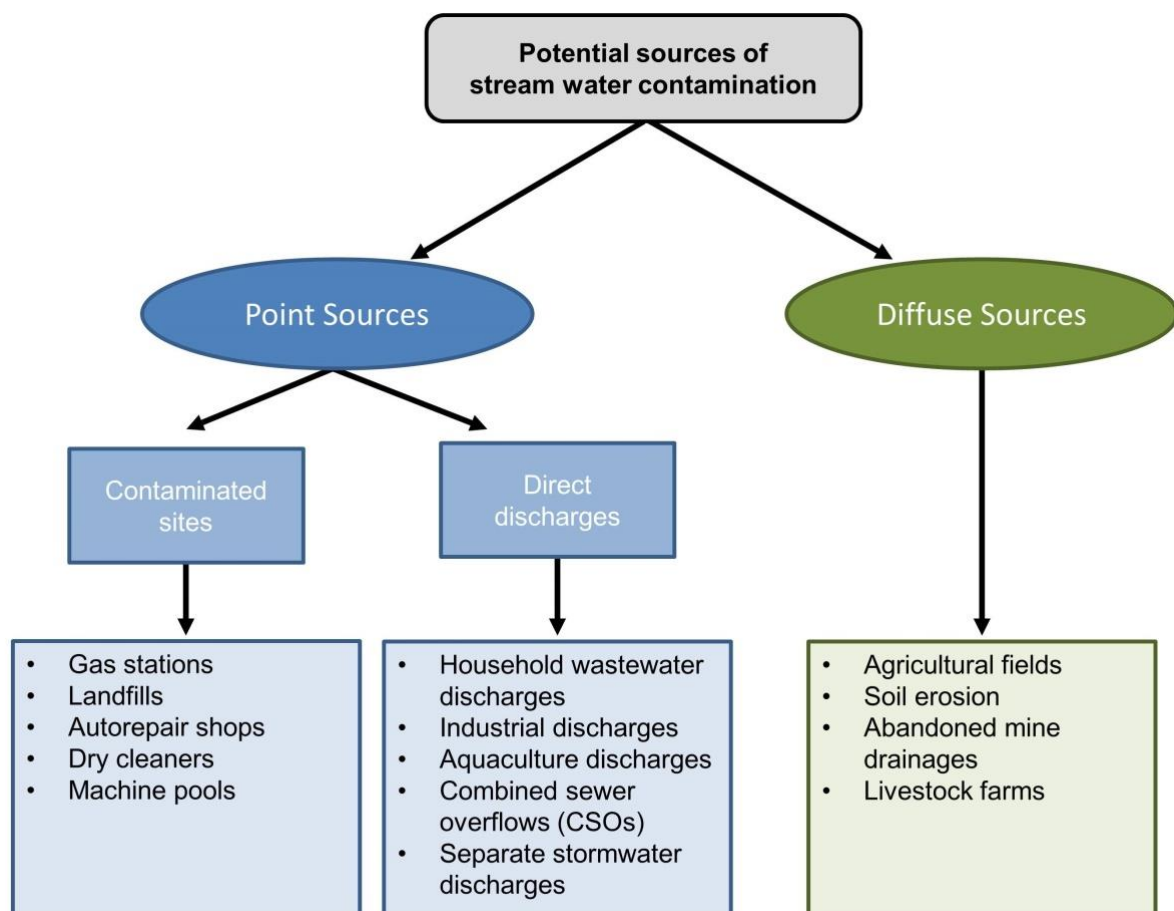 Potential sources of
stream water contamination
Point Sources
Diffuse Sources
Contaminated
sites
Direct
discharges
• Gas stations
• Landfills
• Autorepair shops
• Dry cleaners
• Machine pools
• Household wastewater
discharges
• Industrial discharges
• Aquaculture discharges
• Combined sewer
overflows (CSOs)
• Separate stormwater
discharges
• Agricultural fields
• Soil erosion
• Abandoned mine
drainages
• Livestock farms